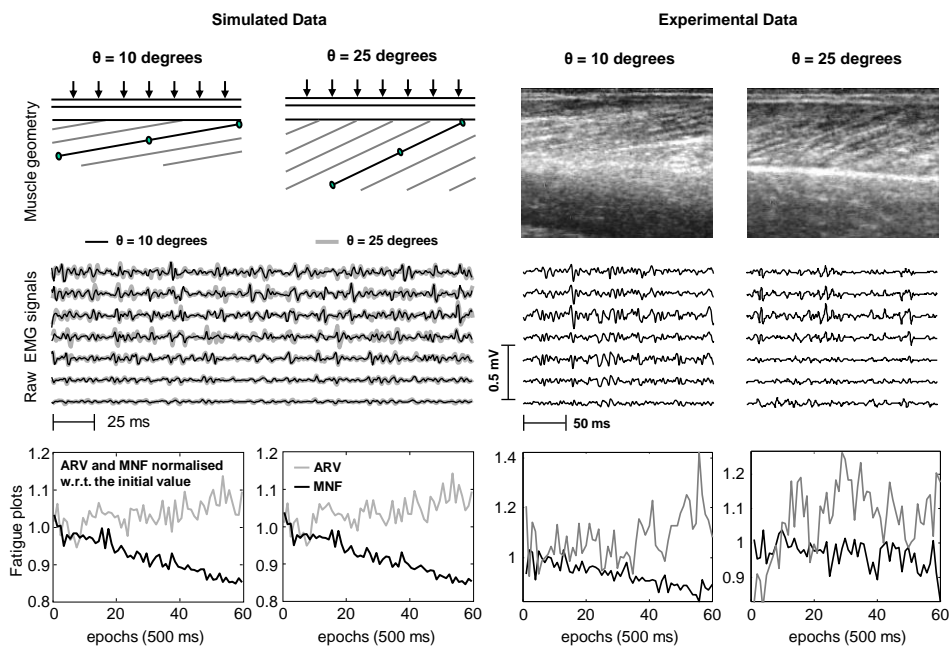 Simulated Data
Experimental Data
θ = 10 degrees
θ = 25 degrees
θ = 10 degrees
θ = 25 degrees
Muscle geometry
θ = 10 degrees
θ = 25 degrees
Raw EMG signals
0.5 mV
25 ms
50 ms
Fatigue plots
1.2
1.1
1.0
0.9
0.8
ARV and MNF normalised
w.r.t. the initial value
0
20
40
60
epochs (500 ms)
1.2
1.1
1.0
0.9
0.8
ARV
MNF
0
20
40
60
epochs (500 ms)
1.4
1.2
1
0
20
40
60
epochs (500 ms)
1.2
1.1
1
0.9
0
20
40
60
epochs (500 ms)